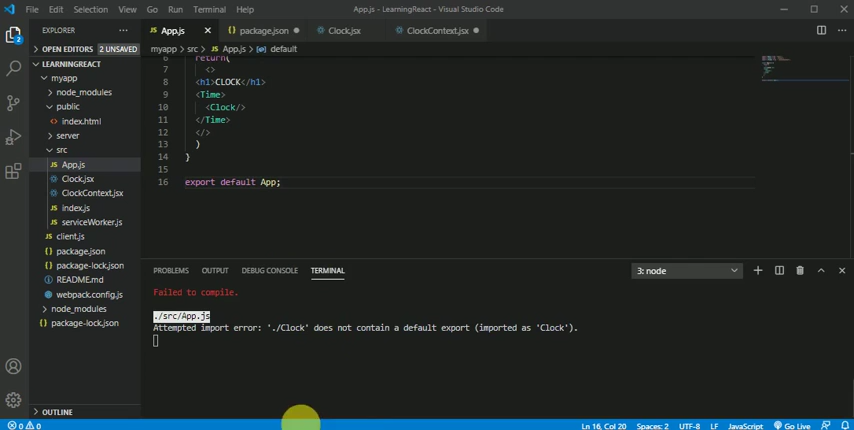 File Edit Selection View Go Run Terminal Help App.js - LearningReact - Visual Studio Code
EXPLORER
OPEN EDITORS 2 UNSAVED
LEARNINGREACT
myapp
node_modules
public
index.html
server
src
App.js
Clock.jsx
ClockContext.jsx
index.js
serviceWorker.js
client.js
package.json
package-lock.json
README.md
webpack.config.js
node_modules
package-lock.json
OUTLINE
App.js package.json Clock.jsx ClockContext.jsx
myapp > src > JS App.js > default
6 return(
7 <>
8 <h1>CLOCK</h1>
9 <Time>
10 <Clock/>
11 </Time>
12 </>
13 )
14 }
15
16 export default App;
PROBLEMS OUTPUT DEBUG CONSOLE TERMINAL 3: node
Failed to compile.
./src/App.js
Attempted import error: './Clock' does not contain a default export (imported as 'Clock').
0 0 Ln 16, Col 20 Spaces: 2 UTF-8 LF JavaScript Go Live